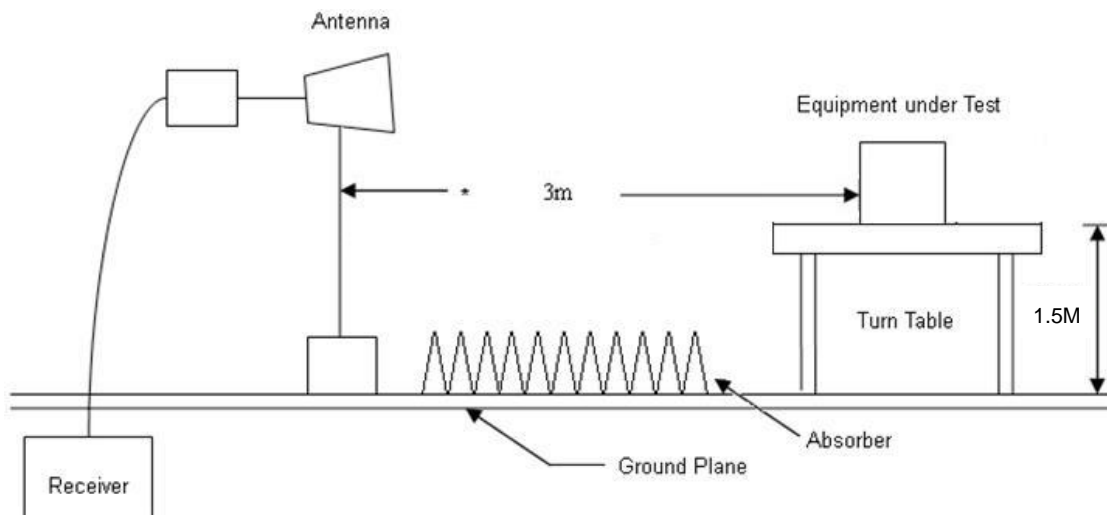 Antenna
Equipment under Test
* 3m
Turn Table
1.5M
Absorber
Ground Plane
Receiver